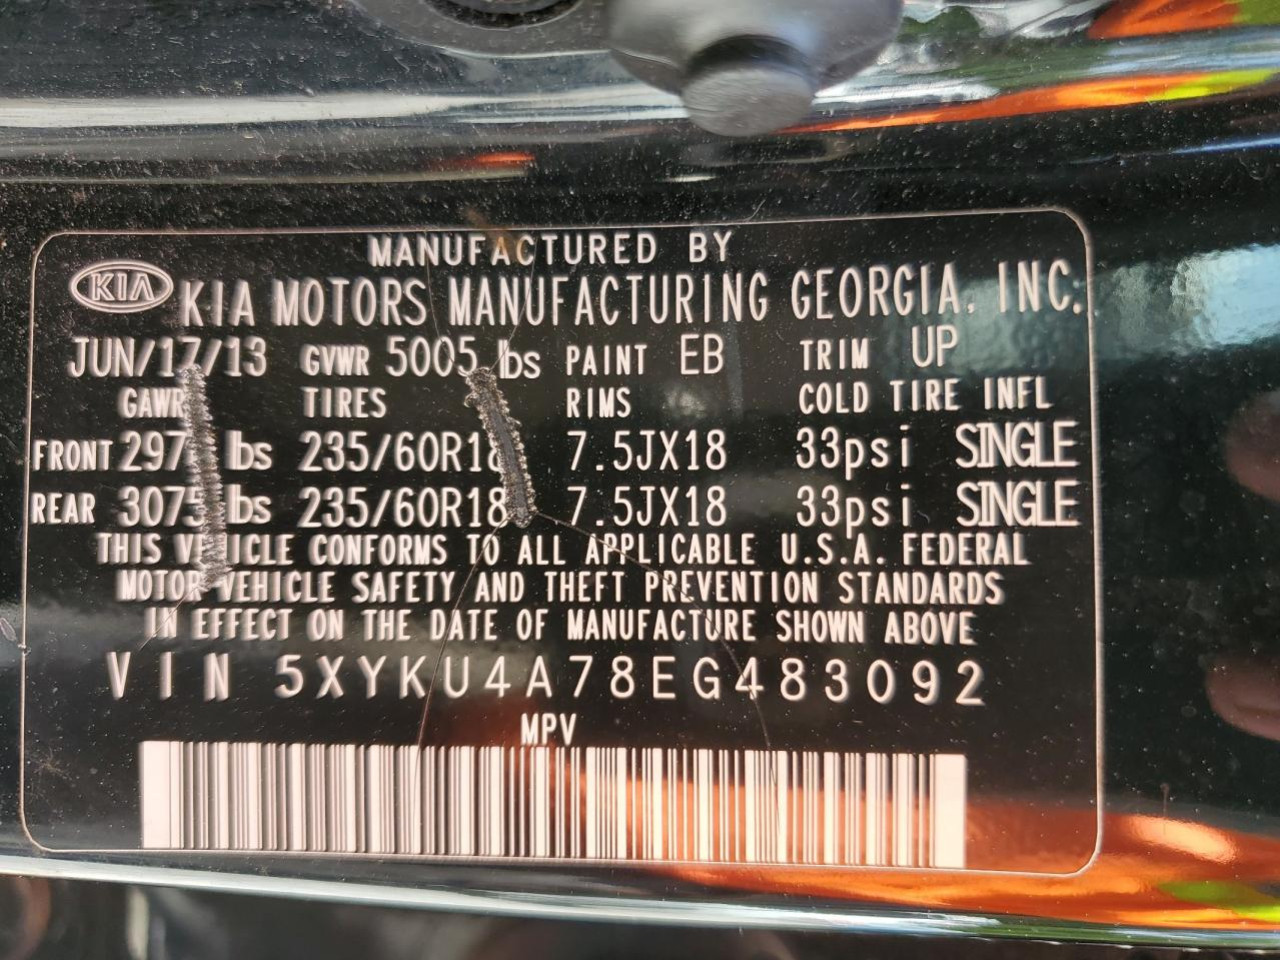 MANUFACTURED BY
KIA KIA MOTORS MANUFACTURING GEORGIA, INC.
JUN/17/13 GVWR 5005 lbs PAINT EB TRIM UP
GAWR TIRES RIMS COLD TIRE INFL
FRONT lbs 235/60R18 7.5JX18 33psi SINGLE
REAR 3075 lbs 235/60R18 7.5JX18 33psi SINGLE
THIS VEHICLE CONFORMS TO ALL APPLICABLE U.S.A. FEDERAL
MOTOR VEHICLE SAFETY AND THEFT PREVENTION STANDARDS
IN EFFECT ON THE DATE OF MANUFACTURE SHOWN ABOVE
VIN 5XYKU4A78EG483092
MPV